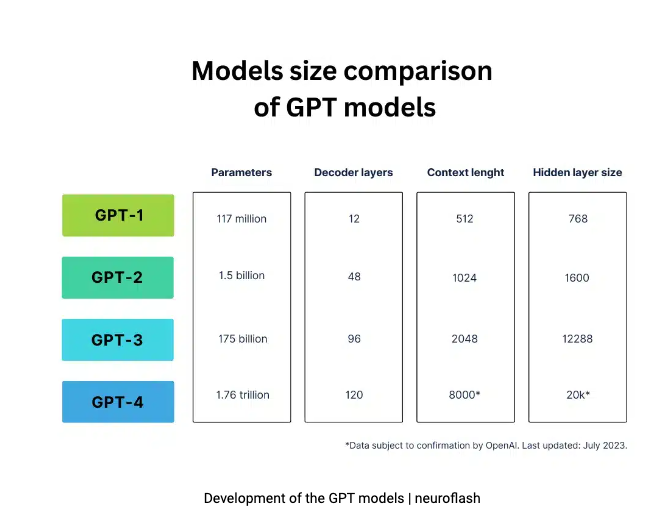 Models size comparison
of GPT models
Parameters Decoder layers Context lenght Hidden layer size
GPT-1 117 million 12 512 768
GPT-2 1.5 billion 48 1024 1600
GPT-3 175 billion 96 2048 12288
GPT-4 1.76 trillion 120 8000* 20k*
*Data subject to confirmation by OpenAI. Last updated: July 2023.
Development of the GPT models | neuroflash